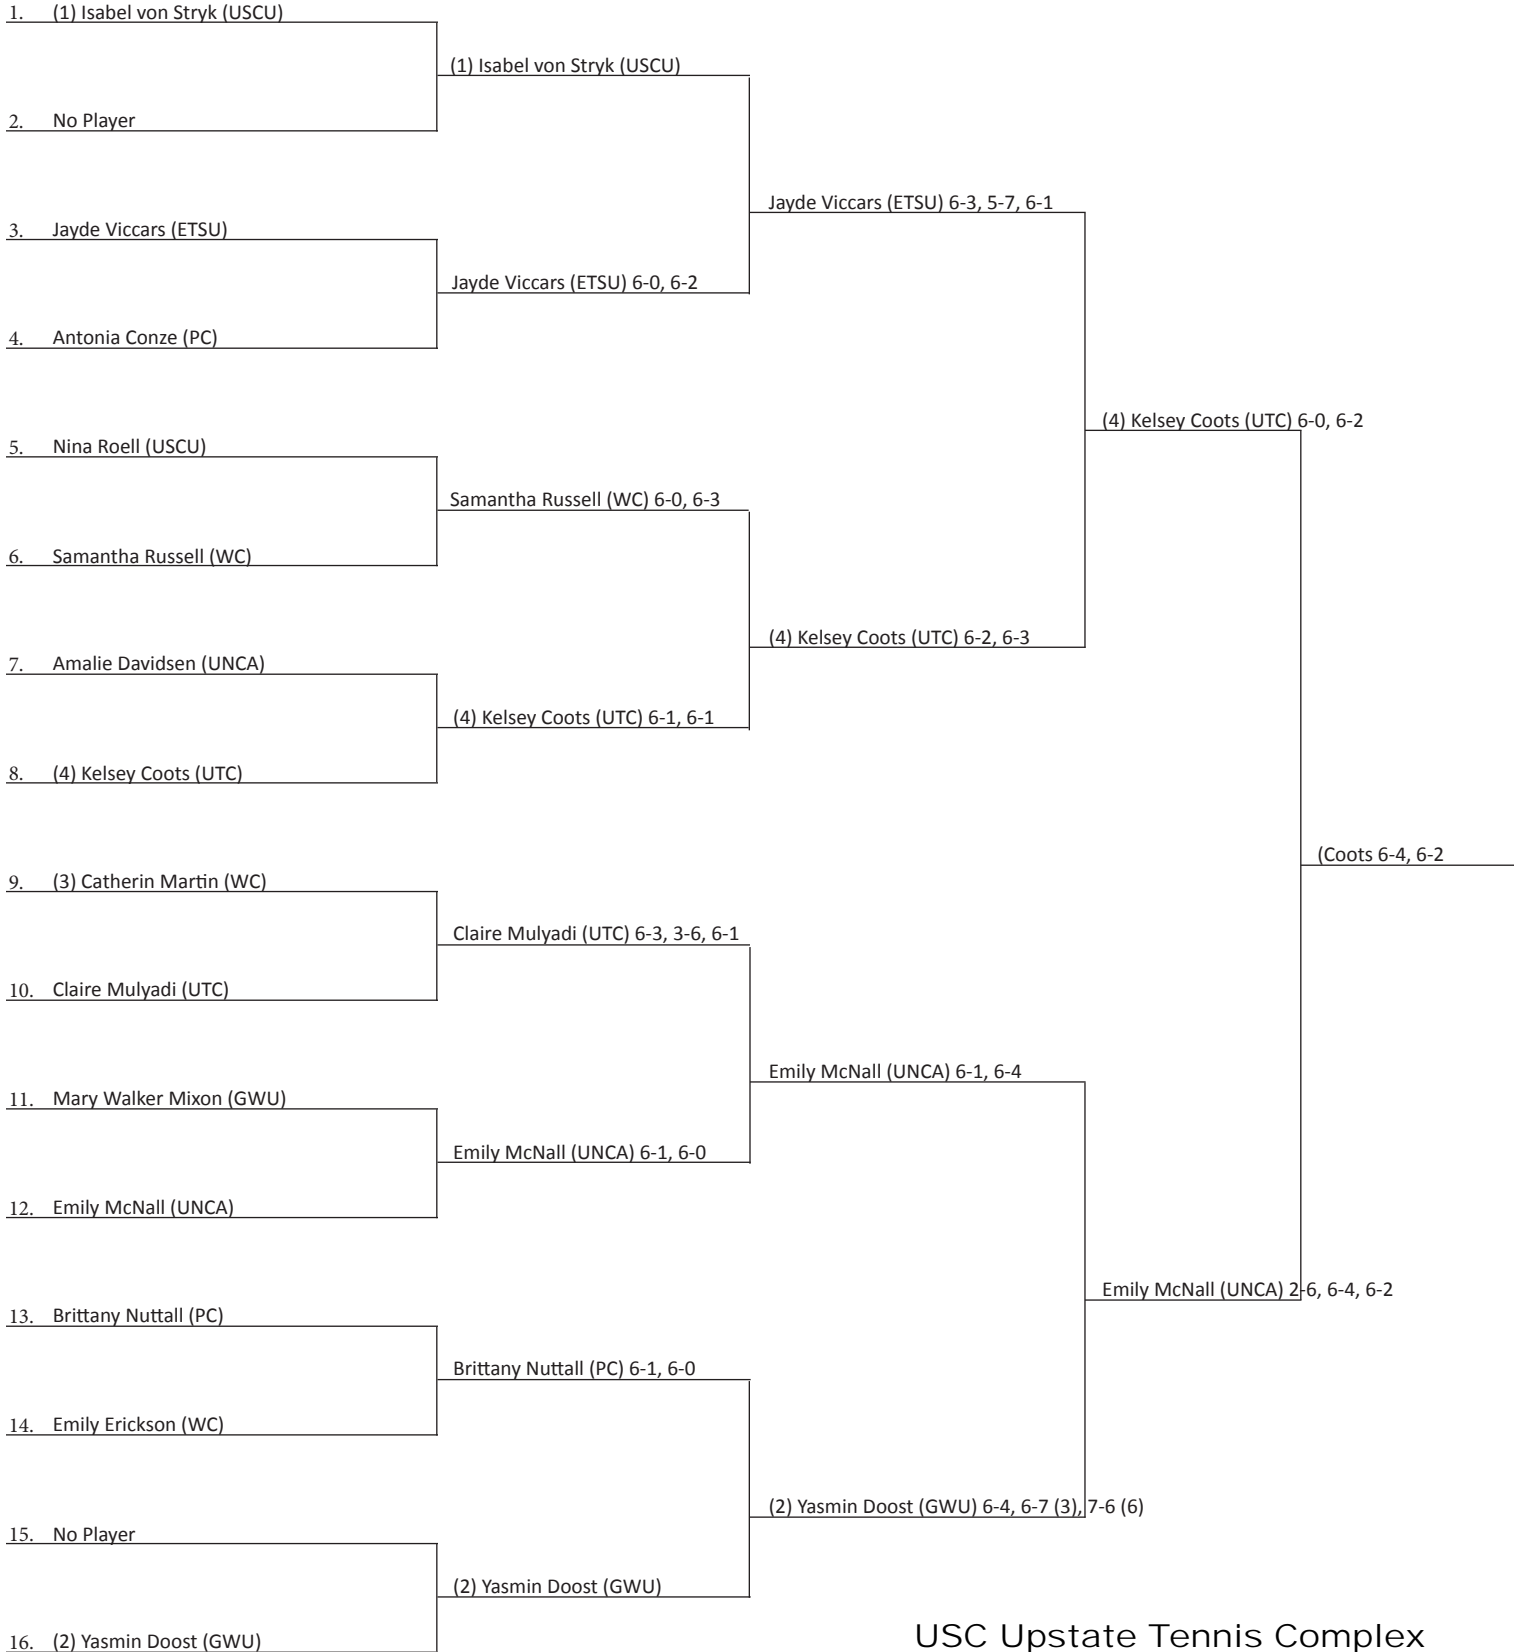 1. (1) Isabel von Stryk (USCU)
(1) Isabel von Stryk (USCU)
2. No Player
Jayde Viccars (ETSU) 6-3, 5-7, 6-1
3. Jayde Viccars (ETSU)
Jayde Viccars (ETSU) 6-0, 6-2
4. Antonia Conze (PC)
(4) Kelsey Coots (UTC) 6-0, 6-2
5. Nina Roell (USCU)
Samantha Russell (WC) 6-0, 6-3
6. Samantha Russell (WC)
(4) Kelsey Coots (UTC) 6-2, 6-3
7. Amalie Davidsen (UNCA)
(4) Kelsey Coots (UTC) 6-1, 6-1
8. (4) Kelsey Coots (UTC)
(Coots 6-4, 6-2
9. (3) Catherin Martin (WC)
Claire Mulyadi (UTC) 6-3, 3-6, 6-1
10. Claire Mulyadi (UTC)
Emily McNall (UNCA) 6-1, 6-4
11. Mary Walker Mixon (GWU)
Emily McNall (UNCA) 6-1, 6-0
12. Emily McNall (UNCA)
Emily McNall (UNCA) 2-6, 6-4, 6-2
13. Brittany Nuttall (PC)
Brittany Nuttall (PC) 6-1, 6-0
14. Emily Erickson (WC)
(2) Yasmin Doost (GWU) 6-4, 6-7 (3), 7-6 (6)
15. No Player
(2) Yasmin Doost (GWU)
16. (2) Yasmin Doost (GWU)
USC Upstate Tennis Complex